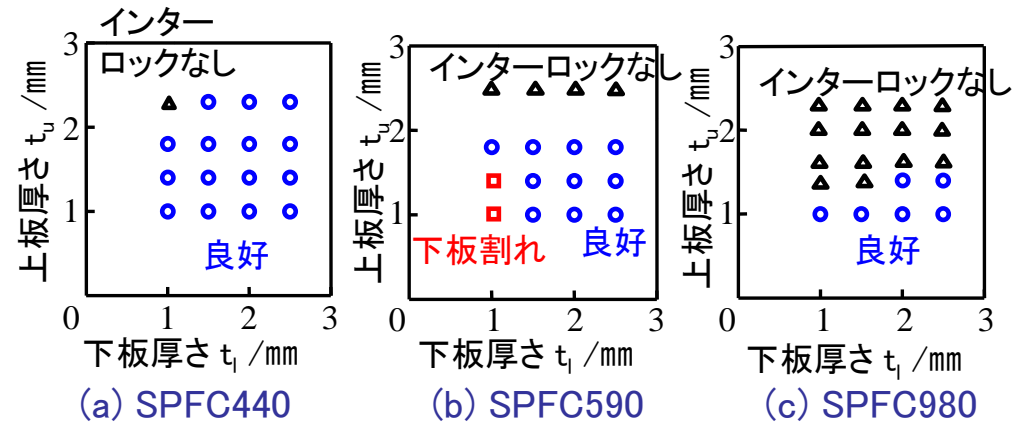 インター
ロックなし
3
2
1
0
1
2
3
上板厚さ tu /mm
良好
下板厚さ tl /mm
(a) SPFC440
インターロックなし
3
2
1
0
1
2
3
上板厚さ tu /mm
下板割れ
良好
下板厚さ tl /mm
(b) SPFC590
インターロックなし
3
2
1
0
1
2
3
上板厚さ tu /mm
良好
下板厚さ tl /mm
(c) SPFC980